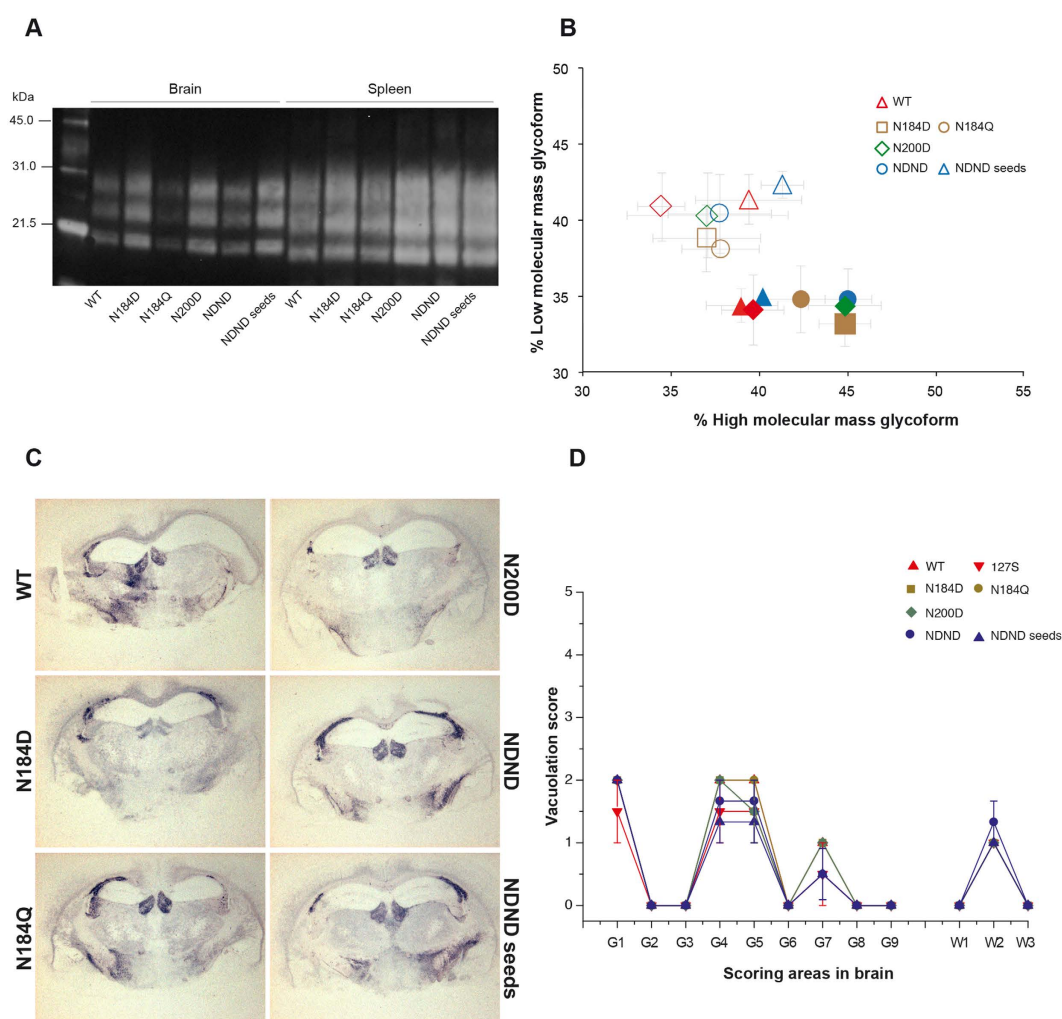 A
Brain
Spleen
kDa
45.0
31.0
21.5
WT
N184D
N184Q
N200D
NDND
NDND seeds
WT
N184D
N184Q
N200D
NDND
NDND seeds
B
50
45
40
35
30
30
35
40
45
50
55
% Low molecular mass glycoform
% High molecular mass glycoform
WT
N184D
N184Q
N200D
NDND
NDND seeds
C
WT
N200D
N184D
NDND
N184Q
NDND seeds
D
WT
127S
N184D
N184Q
N200D
NDND
NDND seeds
5
4
3
2
1
0
Vacuolation score
G1 G2 G3 G4 G5 G6 G7 G8 G9 W1 W2 W3
Scoring areas in brain